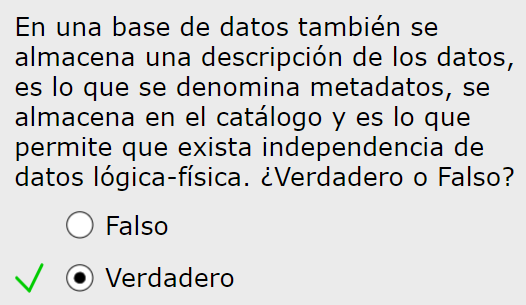 En una base de datos también se
almacena una descripción de los datos,
es lo que se denomina metadatos, se
almacena en el catálogo y es lo que
permite que exista independencia de
datos lógica-física. ¿Verdadero o Falso?
Falso
Verdadero